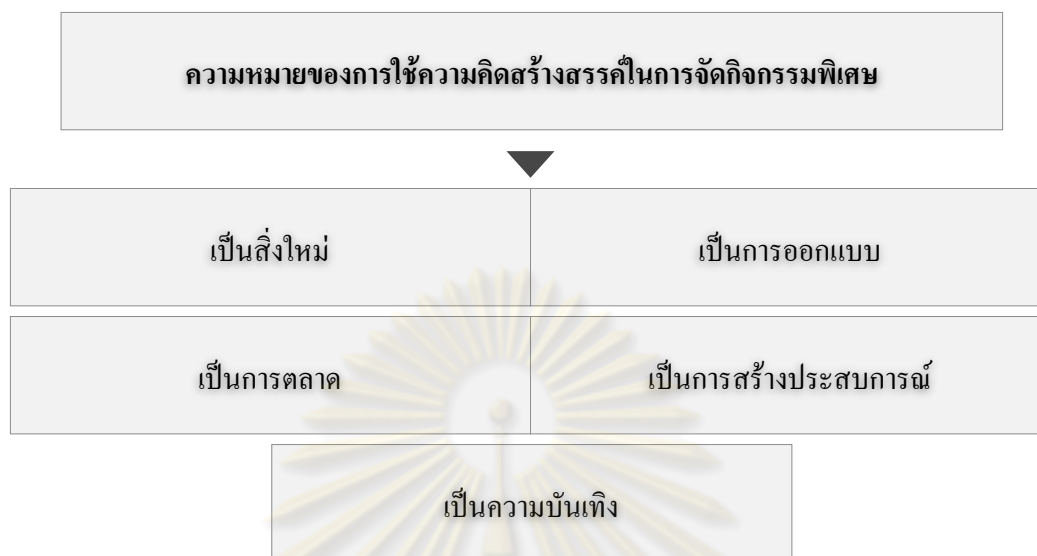 ความหมายของการใช้ความคิดสร้างสรรค์ในการจัดกิจกรรมพิเศษ
เป็นสิ่งใหม่
เป็นการออกแบบ
เป็นการตลาด
เป็นการสร้างประสบการณ์
เป็นความบันเทิง